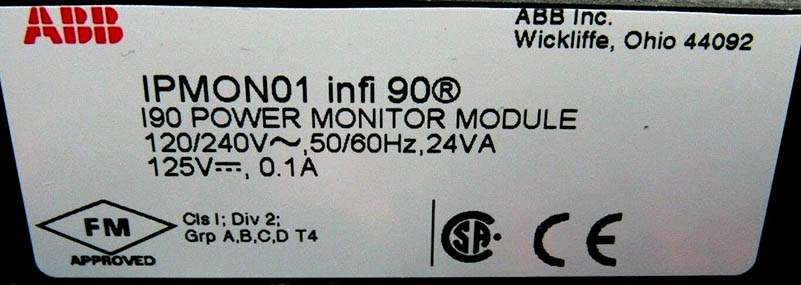 ABB
ABB Inc.
Wickliffe, Ohio 44092
IPMON01 infi 90®
I90 POWER MONITOR MODULE
120/240V～,50/60Hz,24VA
125V⎓, 0.1A
FM
APPROVED
Cls I; Div 2;
Grp A,B,C,D T4
CSA
CE